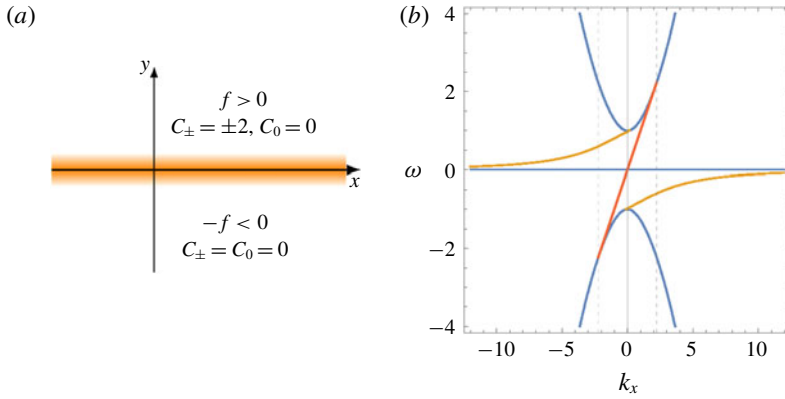 (a)
y
f > 0
C± = ±2, C0 = 0
x
−f < 0
C± = C0 = 0
(b)
4
2
ω 0
−2
−4
−10 −5 0 5 10
kx